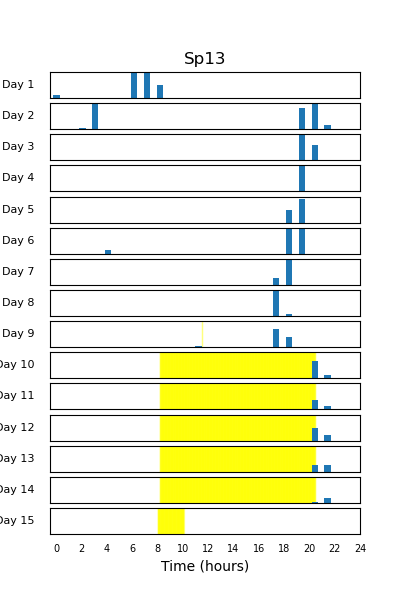 Sp13
Day 1
Day 2
Day 3
Day 4
Day 5
Day 6
Day 7
Day 8
Day 9
Day 10
Day 11
Day 12
Day 13
Day 14
Day 15
0 2 4 6 8 10 12 14 16 18 20 22 24
Time (hours)